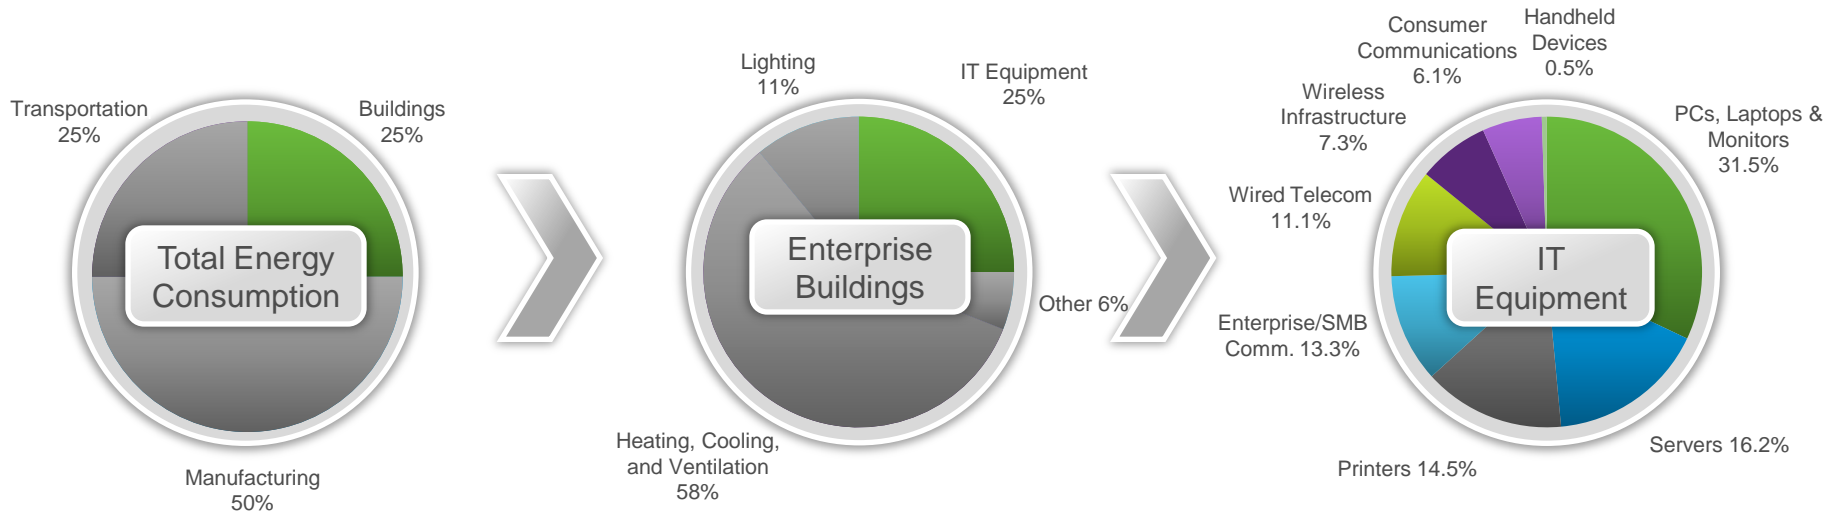 Transportation
25%
Buildings
25%
Total Energy
Consumption
Manufacturing
50%
Lighting
11%
IT Equipment
25%
Enterprise
Buildings
Other 6%
Heating, Cooling,
and Ventilation
58%
Consumer
Communications
6.1%
Handheld
Devices
0.5%
Wireless
Infrastructure
7.3%
PCs, Laptops &
Monitors
31.5%
Wired Telecom
11.1%
IT
Equipment
Enterprise/SMB
Comm. 13.3%
Servers 16.2%
Printers 14.5%